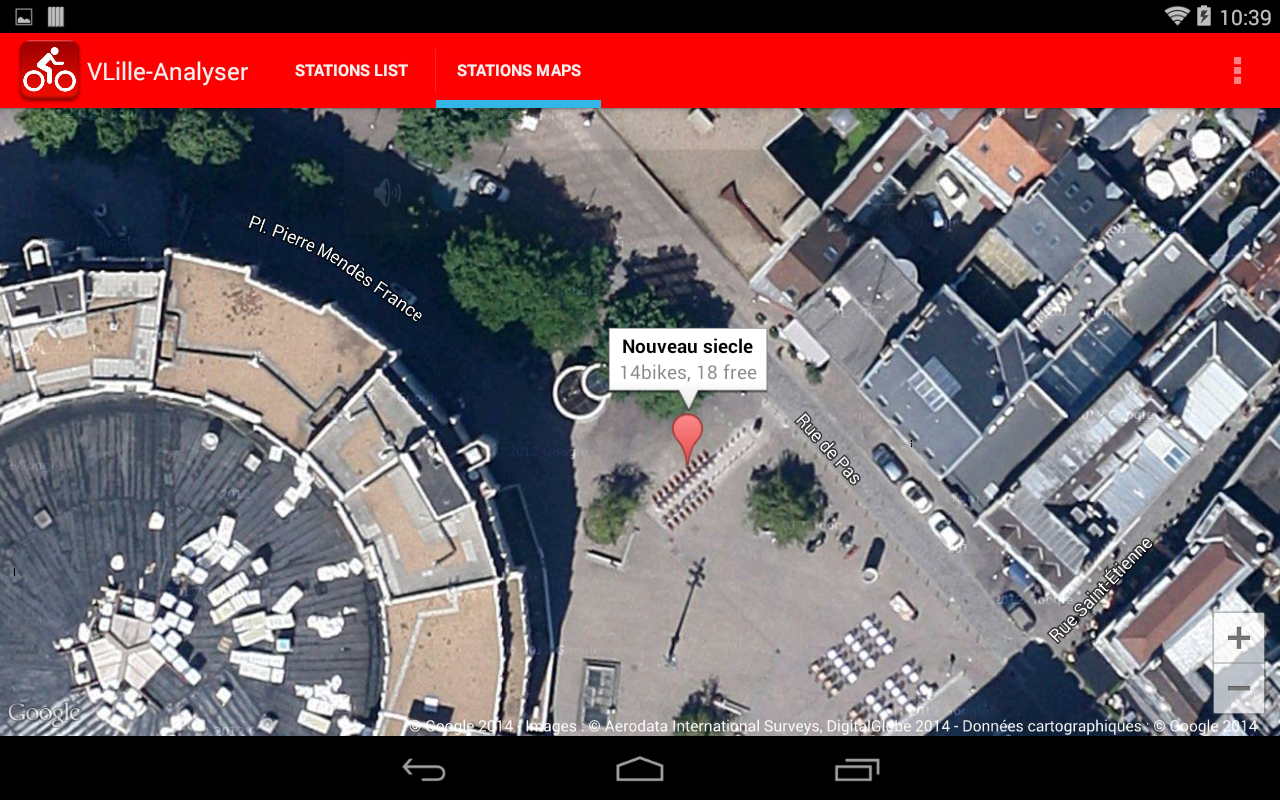 10:39
VLille-Analyser
STATIONS LIST
STATIONS MAPS
Pl. Pierre Mendès France
Nouveau siecle
14bikes, 18 free
Rue de Pas
Rue Saint-Étienne
Google
© Google 2014 - Images : © Aerodata International Surveys, DigitalGlobe 2014 - Données cartographiques : © Google 2014